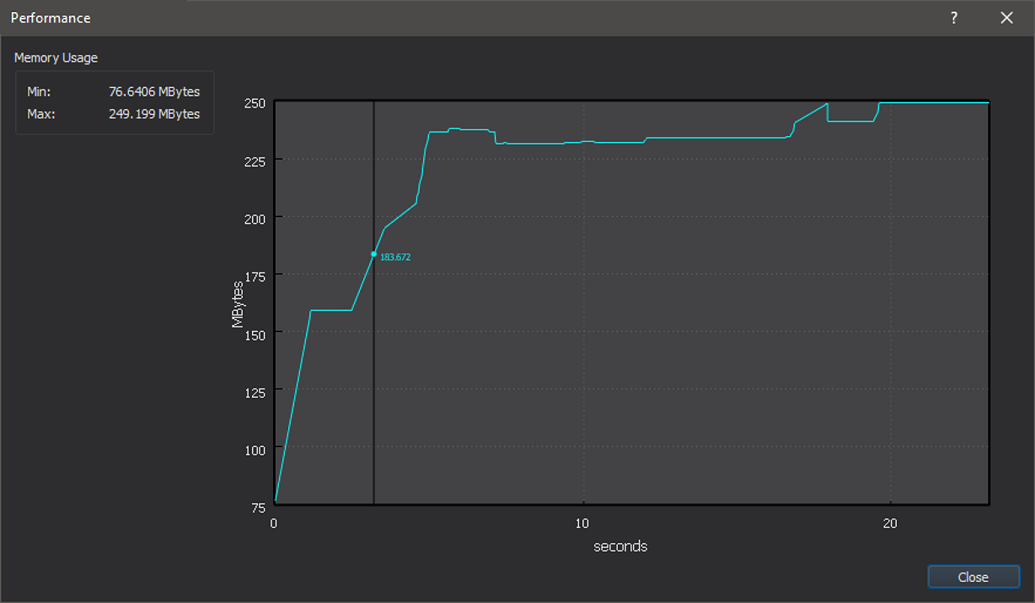 Performance
?
Memory Usage
Min: 76.6406 MBytes
Max: 249.199 MBytes
250
225
200
175
150
125
100
75
MBytes
183.672
0 10 20
seconds
Close